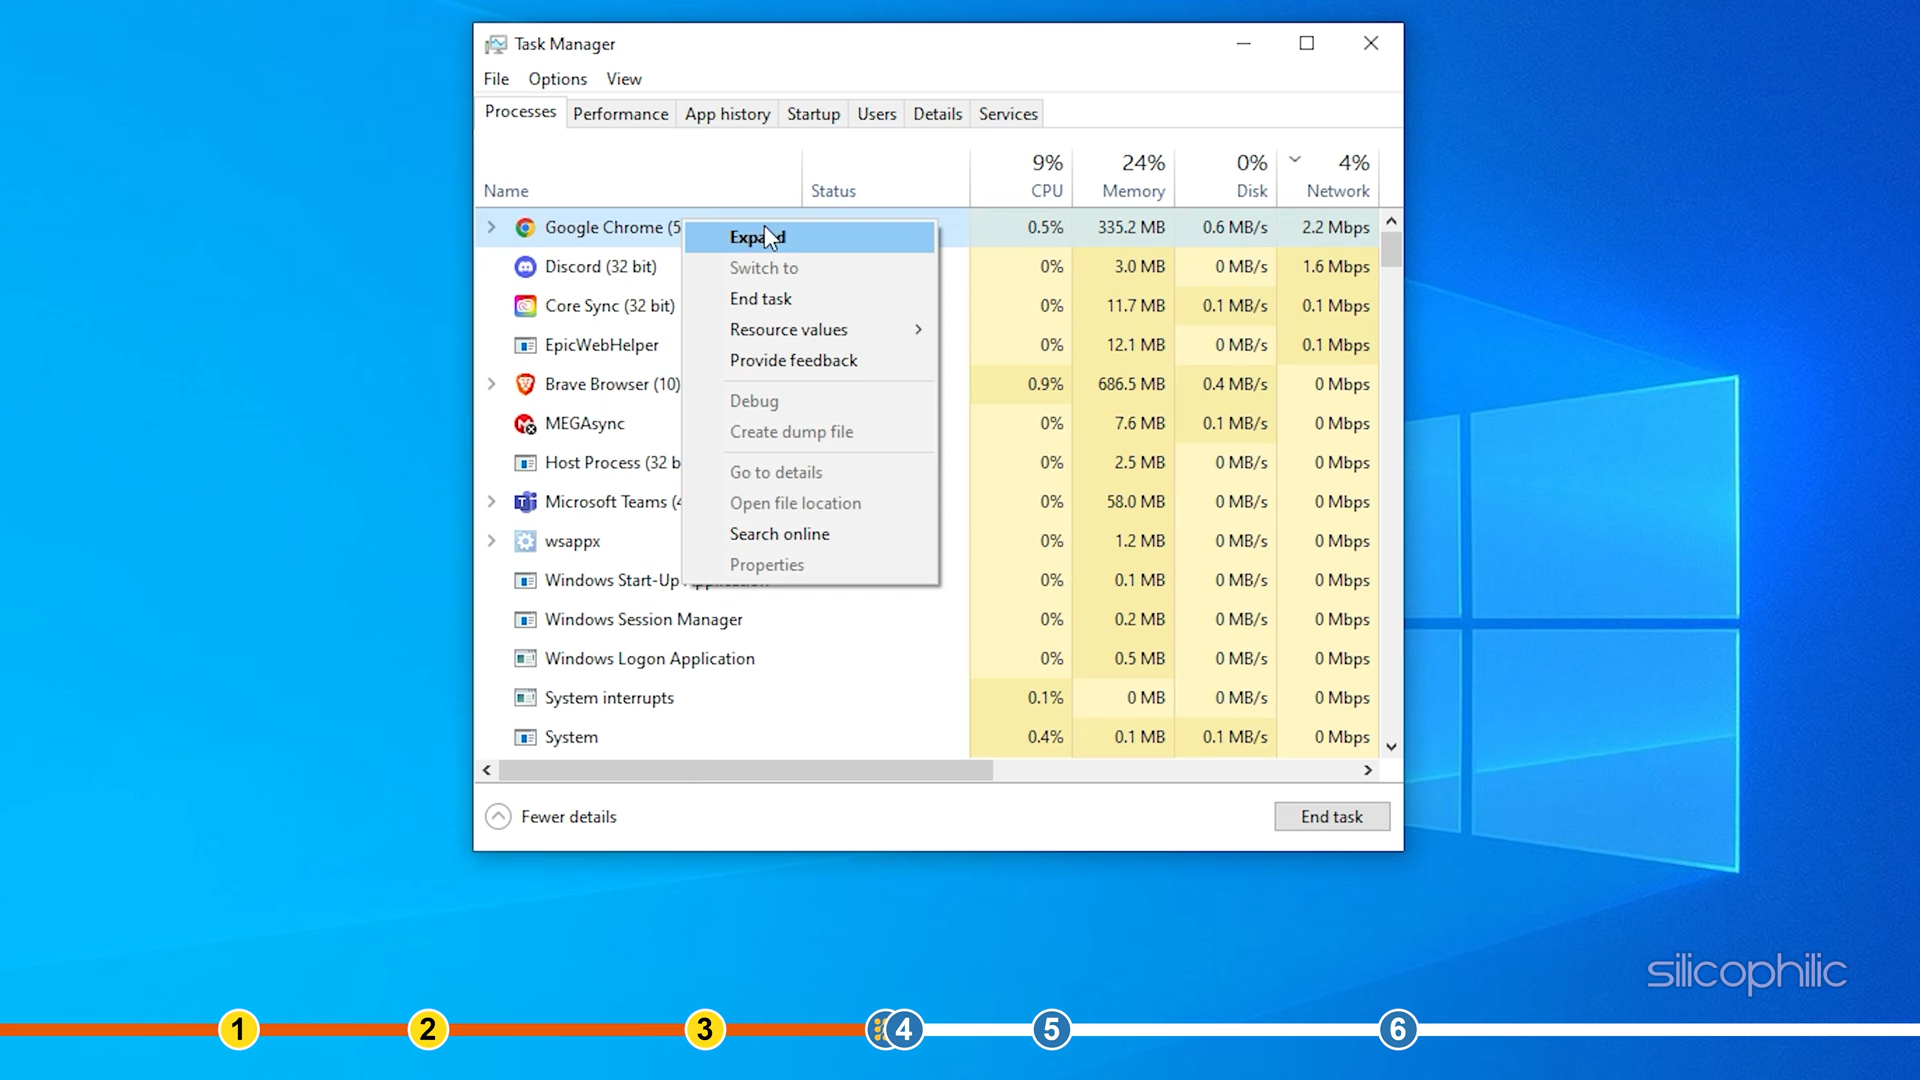 Task Manager
File Options View
Processes Performance App history Startup Users Details Services
9% 24% 0% 4%
Name Status CPU Memory Disk Network
Google Chrome (5 0.5% 335.2 MB 0.6 MB/s 2.2 Mbps
Expand
Discord (32 bit) Switch to 0% 3.0 MB 0 MB/s 1.6 Mbps
Core Sync (32 bit) End task 0% 11.7 MB 0.1 MB/s 0.1 Mbps
EpicWebHelper Resource values 0% 12.1 MB 0 MB/s 0.1 Mbps
Provide feedback
Brave Browser (10) 0.9% 686.5 MB 0.4 MB/s 0 Mbps
Debug
MEGAsync Create dump file 0% 7.6 MB 0.1 MB/s 0 Mbps
Host Process (32 b Go to details 0% 2.5 MB 0 MB/s 0 Mbps
Microsoft Teams (4 Open file location 0% 58.0 MB 0 MB/s 0 Mbps
wsappx Search online 0% 1.2 MB 0 MB/s 0 Mbps
Properties
Windows Start-Up 0% 0.1 MB 0 MB/s 0 Mbps
Windows Session Manager 0% 0.2 MB 0 MB/s 0 Mbps
Windows Logon Application 0% 0.5 MB 0 MB/s 0 Mbps
System interrupts 0.1% 0 MB 0 MB/s 0 Mbps
System 0.4% 0.1 MB 0.1 MB/s 0 Mbps
Fewer details End task
silicophilic
1 2 3 4 5 6